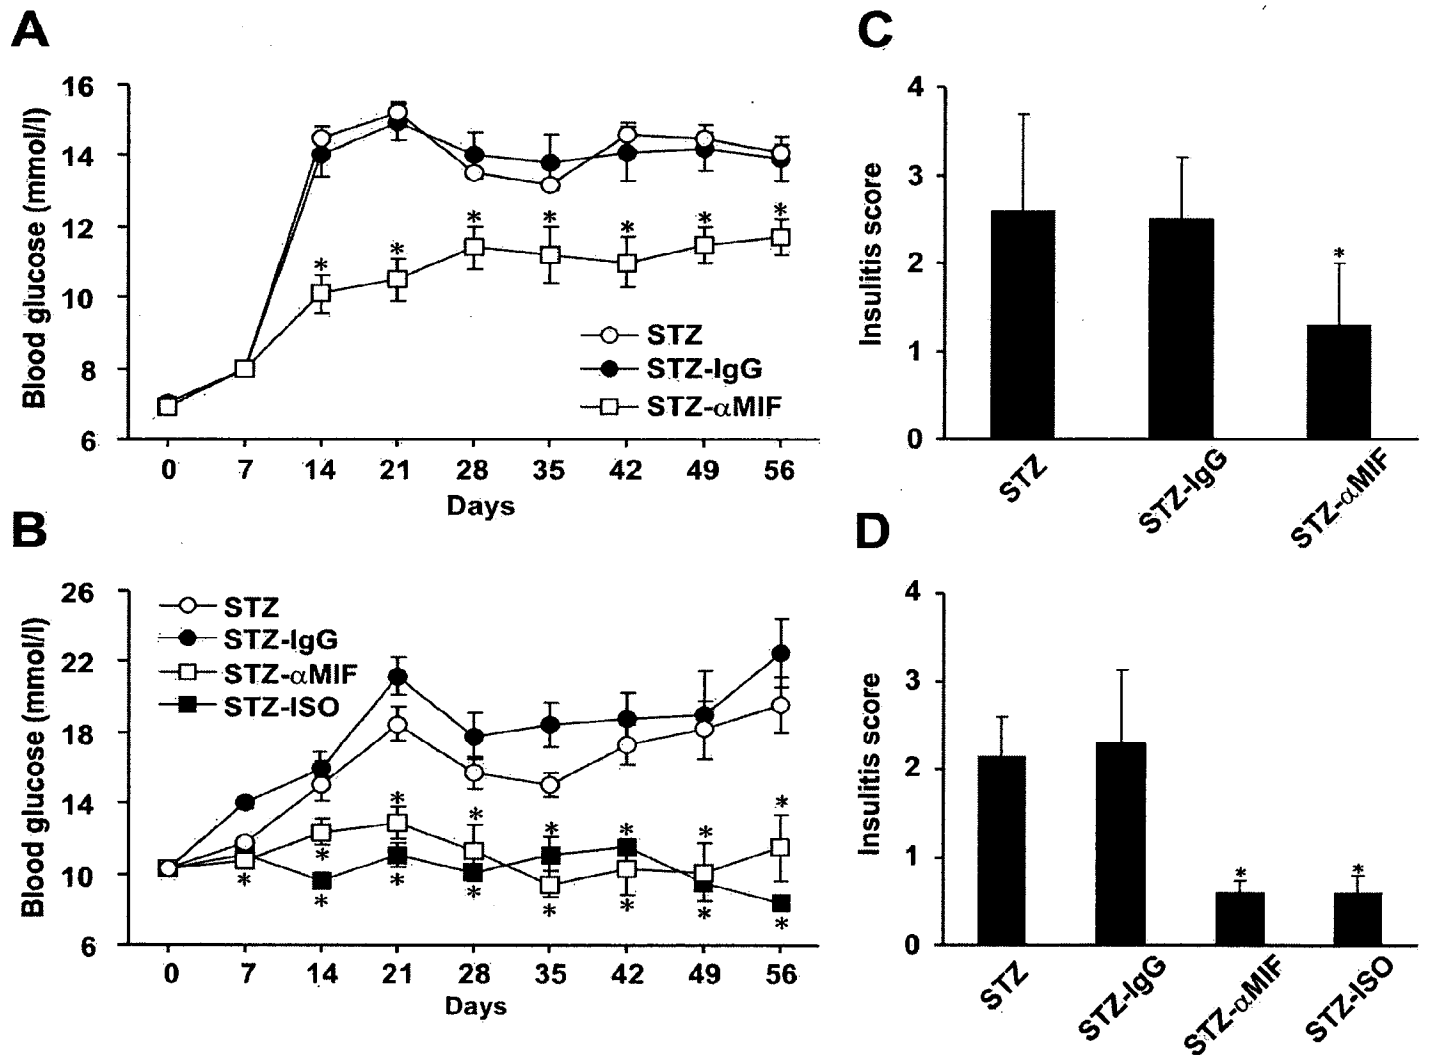 A
16
14
12
10
8
6
Blood glucose (mmol/l)
* * * * * * *
STZ
STZ-IgG
STZ-αMIF
0 7 14 21 28 35 42 49 56
Days
C
4
3
2
1
0
Insulitis score
*
STZ STZ-IgG STZ-αMIF
B
26
22
18
14
10
6
Blood glucose (mmol/l)
STZ
STZ-IgG
STZ-αMIF
STZ-ISO
* * * * * *
* * * * * * * *
0 7 14 21 28 35 42 49 56
Days
D
4
3
2
1
0
Insulitis score
* *
STZ STZ-IgG STZ-αMIF STZ-ISO